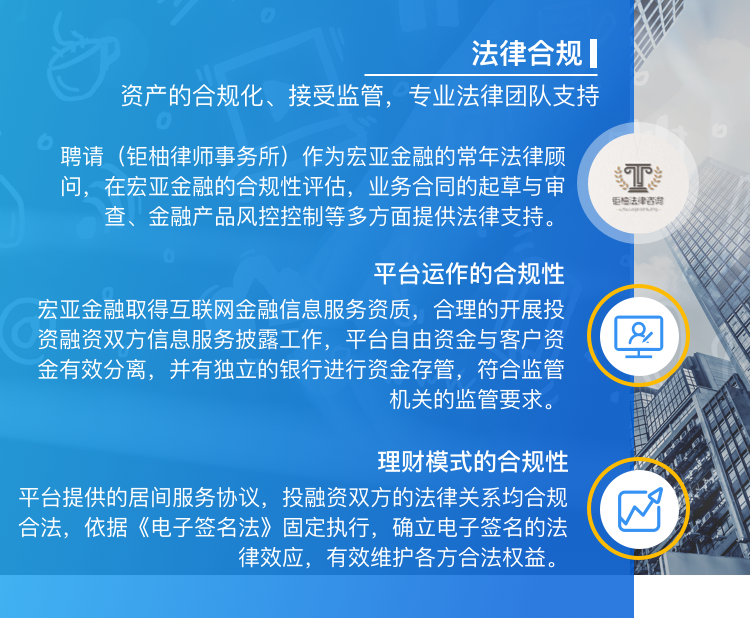 法律合规
资产的合规化、接受监管，专业法律团队支持
聘请（钜柚律师事务所）作为宏亚金融的常年法律顾
问，在宏亚金融的合规性评估，业务合同的起草与审
查、金融产品风控控制等多方面提供法律支持。
钜柚法律咨询
平台运作的合规性
宏亚金融取得互联网金融信息服务资质，合理的开展投
资融资双方信息服务披露工作，平台自由资金与客户资
金有效分离，并有独立的银行进行资金存管，符合监管
机关的监管要求。
理财模式的合规性
平台提供的居间服务协议，投融资双方的法律关系均合规
合法，依据《电子签名法》固定执行，确立电子签名的法
律效应，有效维护各方合法权益。